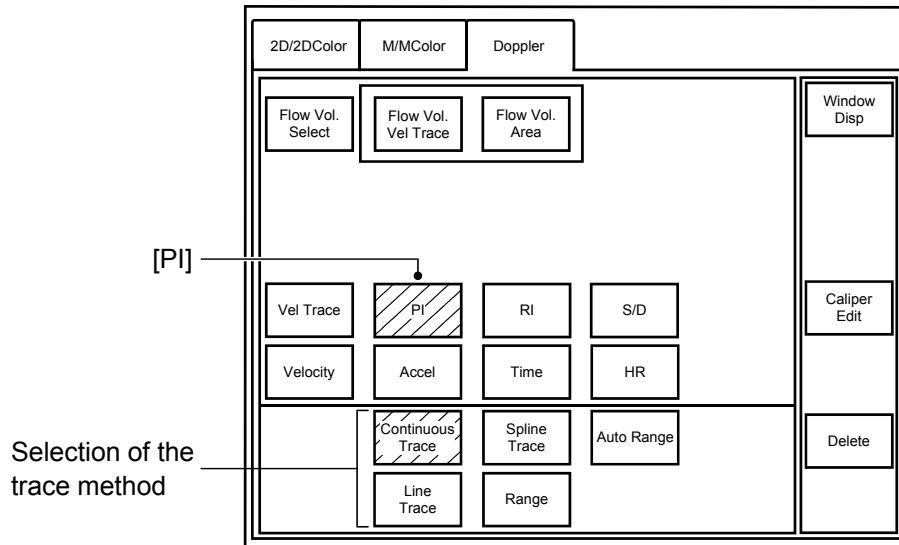 2D/2DColor
M/MColor
Doppler
Flow Vol.
Select
Flow Vol.
Vel Trace
Flow Vol.
Area
Window
Disp
[PI]
Vel Trace
PI
RI
S/D
Caliper
Edit
Velocity
Accel
Time
HR
Selection of the
trace method
Continuous
Trace
Spline
Trace
Auto Range
Delete
Line
Trace
Range